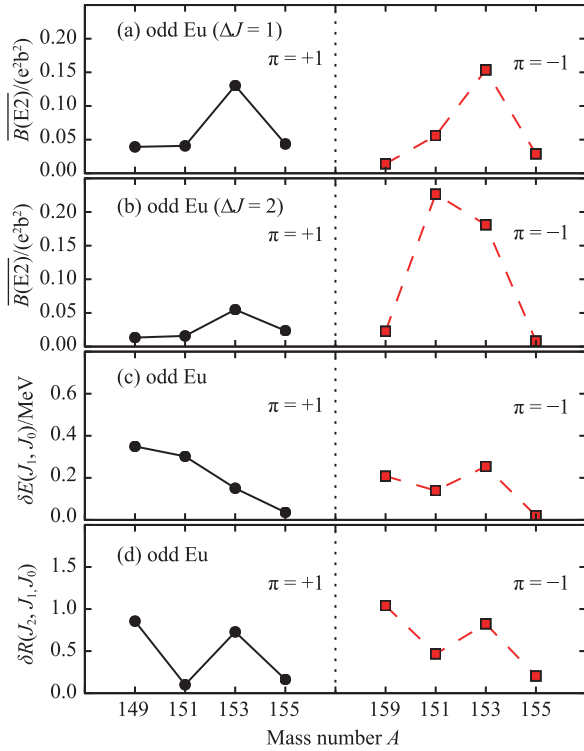 (a) odd Eu (ΔJ = 1)
π = +1
π = −1
B(E2)/(e²b²)
0.20
0.15
0.10
0.05
0.00
(b) odd Eu (ΔJ = 2)
π = +1
π = −1
B(E2)/(e²b²)
0.20
0.15
0.10
0.05
0.00
(c) odd Eu
π = +1
π = −1
δE(J₁, J₀)/MeV
0.6
0.4
0.2
0.0
(d) odd Eu
π = +1
π = −1
δR(J₂, J₁, J₀)
1.5
1.0
0.5
0.0
149 151 153 155 159 151 153 155
Mass number A